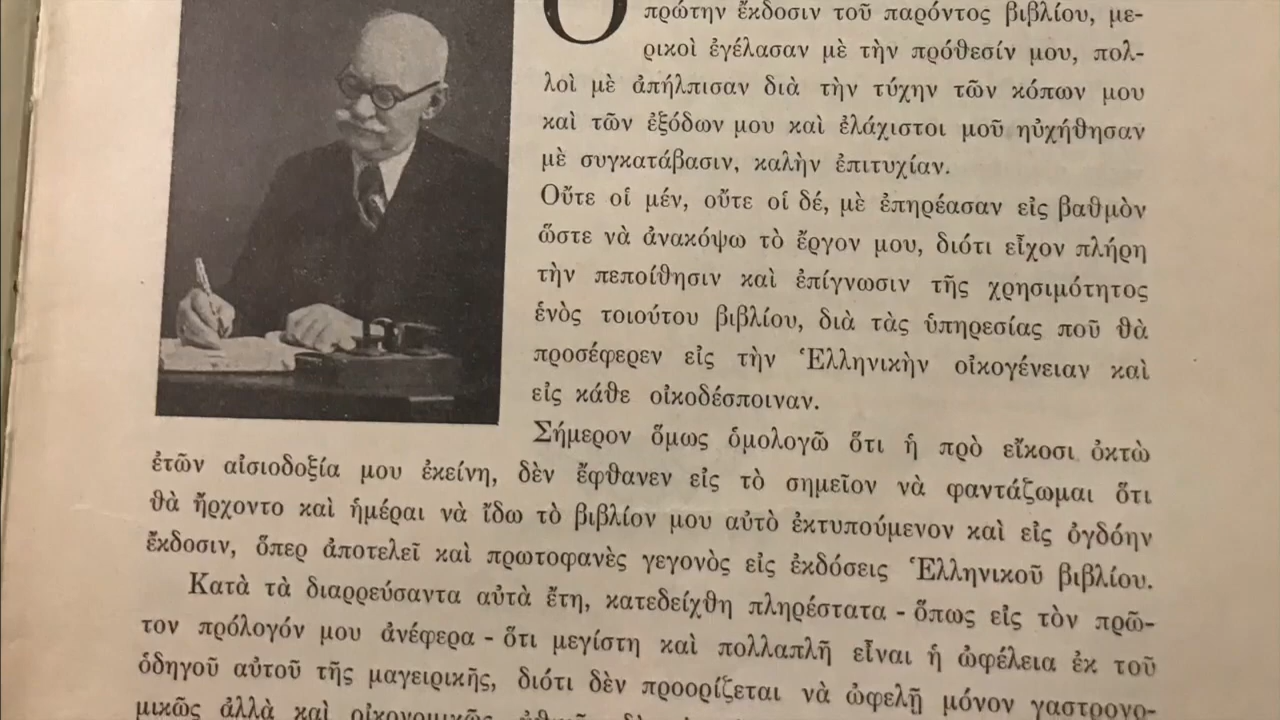 Ο πρώτην ἔκδοσιν τοῦ παρόντος βιβλίου, με-
ρικοὶ ἐγέλασαν μὲ τὴν πρόθεσίν μου, πολ-
λοὶ μὲ ἀπήλπισαν διὰ τὴν τύχην τῶν κόπων μου
καὶ τῶν ἐξόδων μου καὶ ἐλάχιστοι μοῦ ηὐχήθησαν
μὲ συγκατάβασιν, καλὴν ἐπιτυχίαν.
Οὔτε οἱ μέν, οὔτε οἱ δέ, μὲ ἐπηρέασαν εἰς βαθμὸν
ὥστε νὰ ἀνακόψω τὸ ἔργον μου, διότι εἶχον πλήρη
τὴν πεποίθησιν καὶ ἐπίγνωσιν τῆς χρησιμότητος
ἑνὸς τοιούτου βιβλίου, διὰ τὰς ὑπηρεσίας ποῦ θὰ
προσέφερεν εἰς τὴν Ἑλληνικὴν οἰκογένειαν καὶ
εἰς κάθε οἰκοδέσποιναν.
Σήμερον ὅμως ὁμολογῶ ὅτι ἡ πρὸ εἴκοσι ὀκτὼ
ἐτῶν αἰσιοδοξία μου ἐκείνη, δὲν ἔφθανεν εἰς τὸ σημεῖον νὰ φαντάζωμαι ὅτι
θὰ ἤρχοντο καὶ ἡμέραι νὰ ἴδω τὸ βιβλίον μου αὐτὸ ἐκτυπούμενον καὶ εἰς ὀγδόην
ἔκδοσιν, ὅπερ ἀποτελεῖ καὶ πρωτοφανὲς γεγονὸς εἰς ἐκδόσεις Ἑλληνικοῦ βιβλίου.
Κατὰ τὰ διαρρεύσαντα αὐτὰ ἔτη, κατεδείχθη πληρέστατα - ὅπως εἰς τὸν πρῶ-
τον πρόλογόν μου ἀνέφερα - ὅτι μεγίστη καὶ πολλαπλῆ εἶναι ἡ ὠφέλεια ἐκ τοῦ
ὁδηγοῦ αὐτοῦ τῆς μαγειρικῆς, διότι δὲν προορίζεται νὰ ὠφελῇ μόνον γαστρονο-
μικῶς ἀλλὰ καὶ οἰκονομικῶς